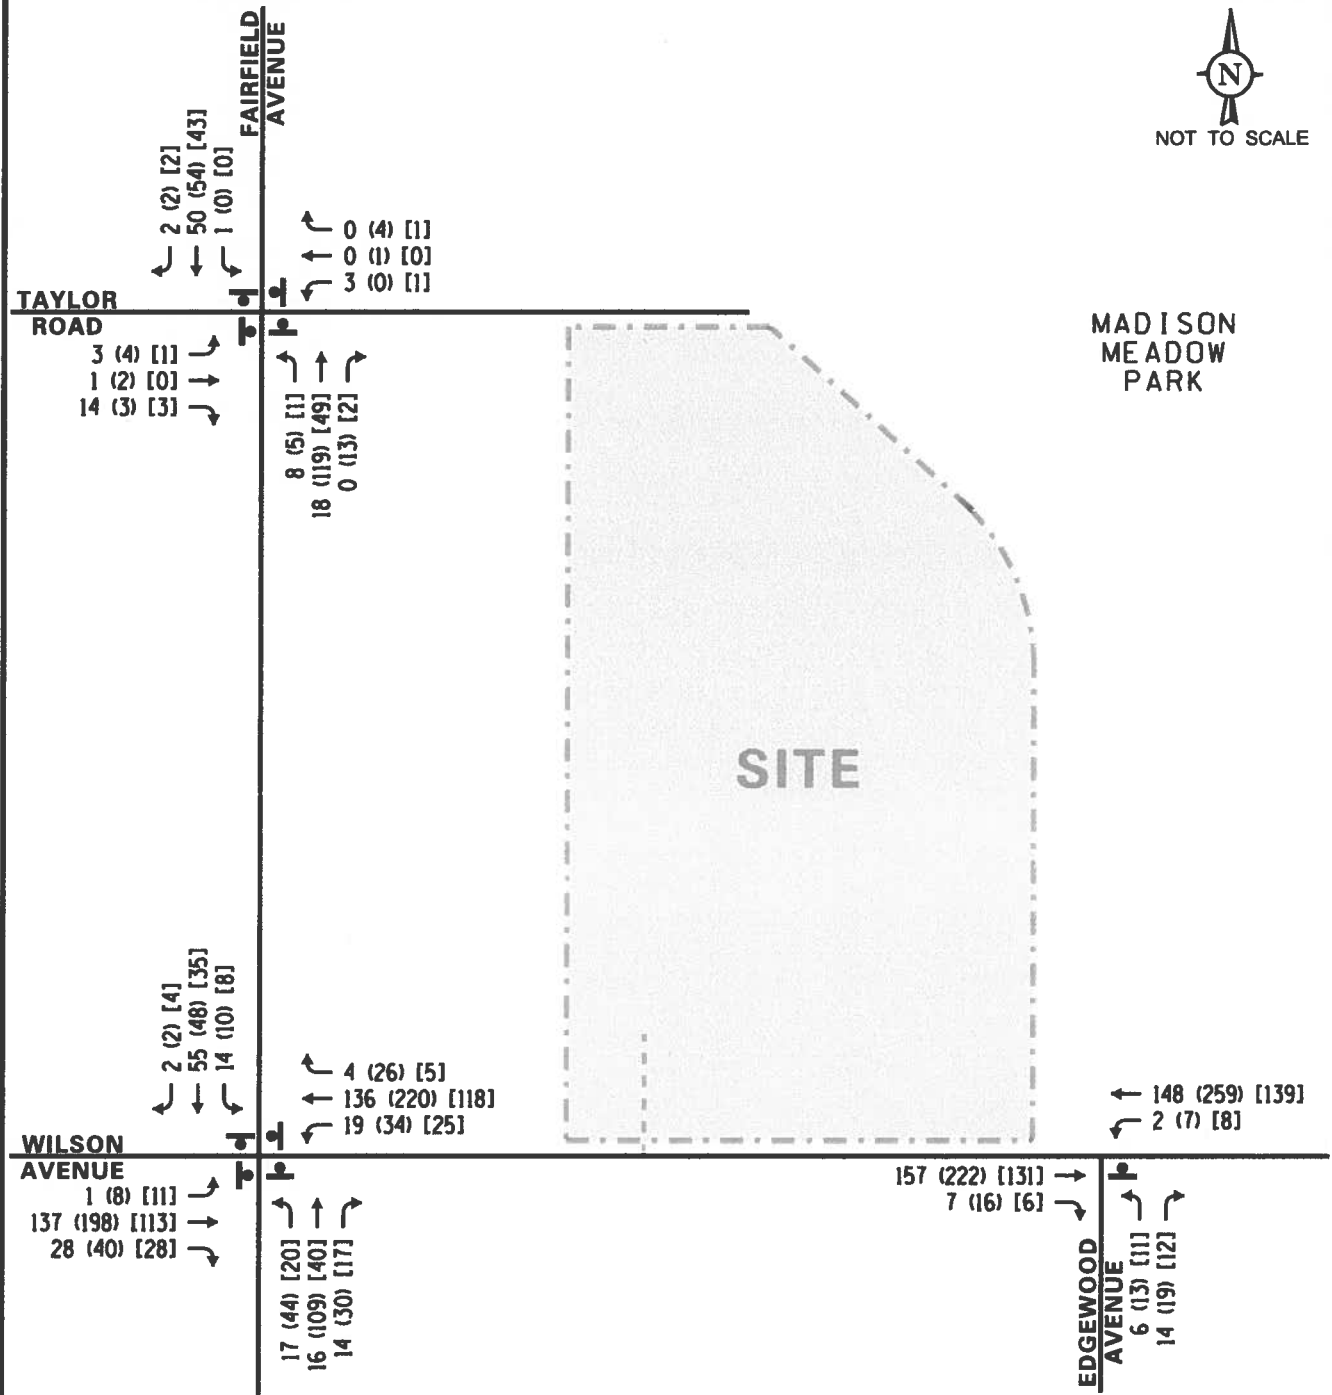 FAIRFIELD
AVENUE
N
NOT TO SCALE
2 (2) [2]
50 (54) [43]
1 (0) [0]
0 (4) [1]
0 (1) [0]
3 (0) [1]
TAYLOR
ROAD
3 (4) [1]
1 (2) [0]
14 (3) [3]
8 (5) [1]
18 (119) [49]
0 (13) [2]
MADISON
MEADOW
PARK
SITE
2 (2) [4]
55 (48) [35]
14 (10) [8]
4 (26) [5]
136 (220) [118]
19 (34) [25]
WILSON
AVENUE
1 (8) [11]
137 (198) [113]
28 (40) [28]
17 (44) [20]
16 (109) [40]
14 (30) [17]
148 (259) [139]
2 (7) [8]
157 (222) [131]
7 (16) [6]
EDGEWOOD
AVENUE
6 (13) [11]
14 (19) [12]